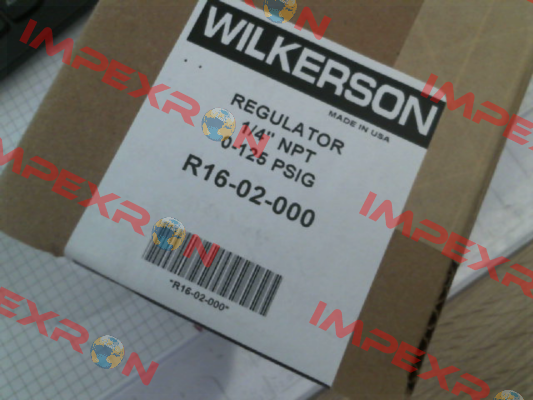 WILKERSON
MADE IN USA
REGULATOR
1/4" NPT
0-125 PSIG
R16-02-000
*R16-02-000*
IMPEXRON
IMPEXRON
IMPEXRON
IMPEXRON
IMPEXRON
IMPEXRON